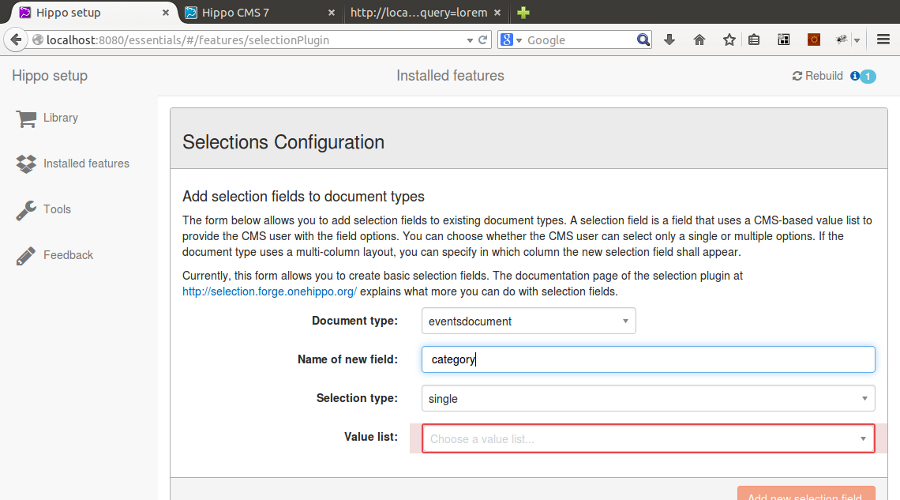 Hippo setup
Hippo CMS 7
http://loca...query=lorem
localhost:8080/essentials/#/features/selectionPlugin
Google
Hippo setup
Installed features
Rebuild
1
Library
Installed features
Tools
Feedback
Selections Configuration
Add selection fields to document types
The form below allows you to add selection fields to existing document types. A selection field is a field that uses a CMS-based value list to
provide the CMS user with the field options. You can choose whether the CMS user can select only a single or multiple options. If the
document type uses a multi-column layout, you can specify in which column the new selection field shall appear.
Currently, this form allows you to create basic selection fields. The documentation page of the selection plugin at
http://selection.forge.onehippo.org/ explains what more you can do with selection fields.
Document type: eventsdocument
Name of new field: category
Selection type: single
Value list: Choose a value list...
Add new selection field